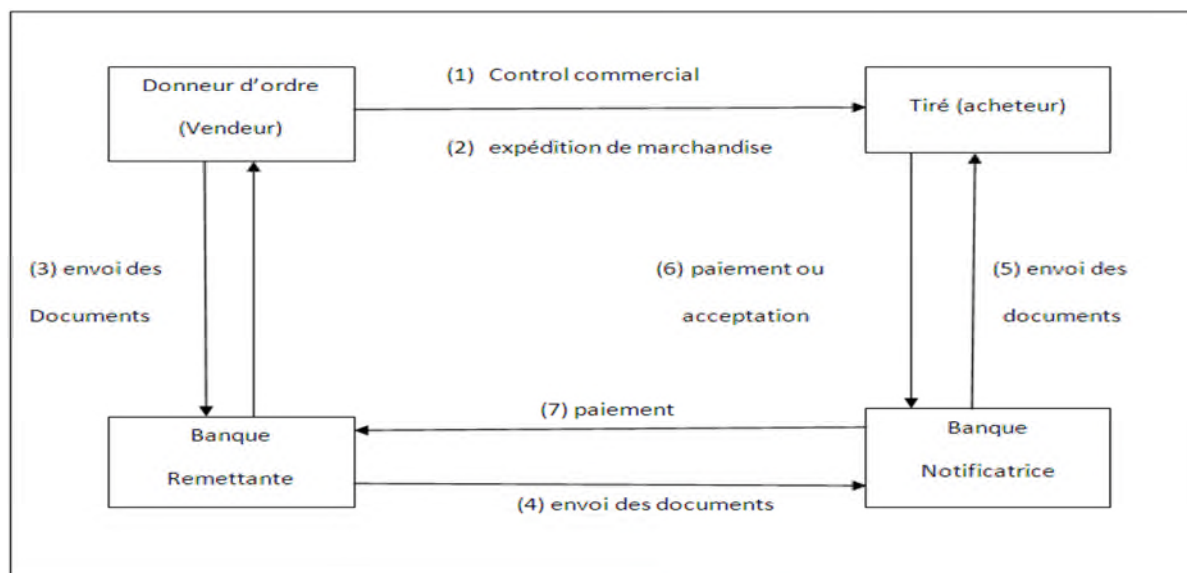 Donneur d'ordre
(Vendeur)
(1) Control commercial
(2) expédition de marchandise
Tiré (acheteur)
(3) envoi des
Documents
(6) paiement ou
acceptation
(5) envoi des
documents
(7) paiement
Banque
Remettante
(4) envoi des documents
Banque
Notificatrice